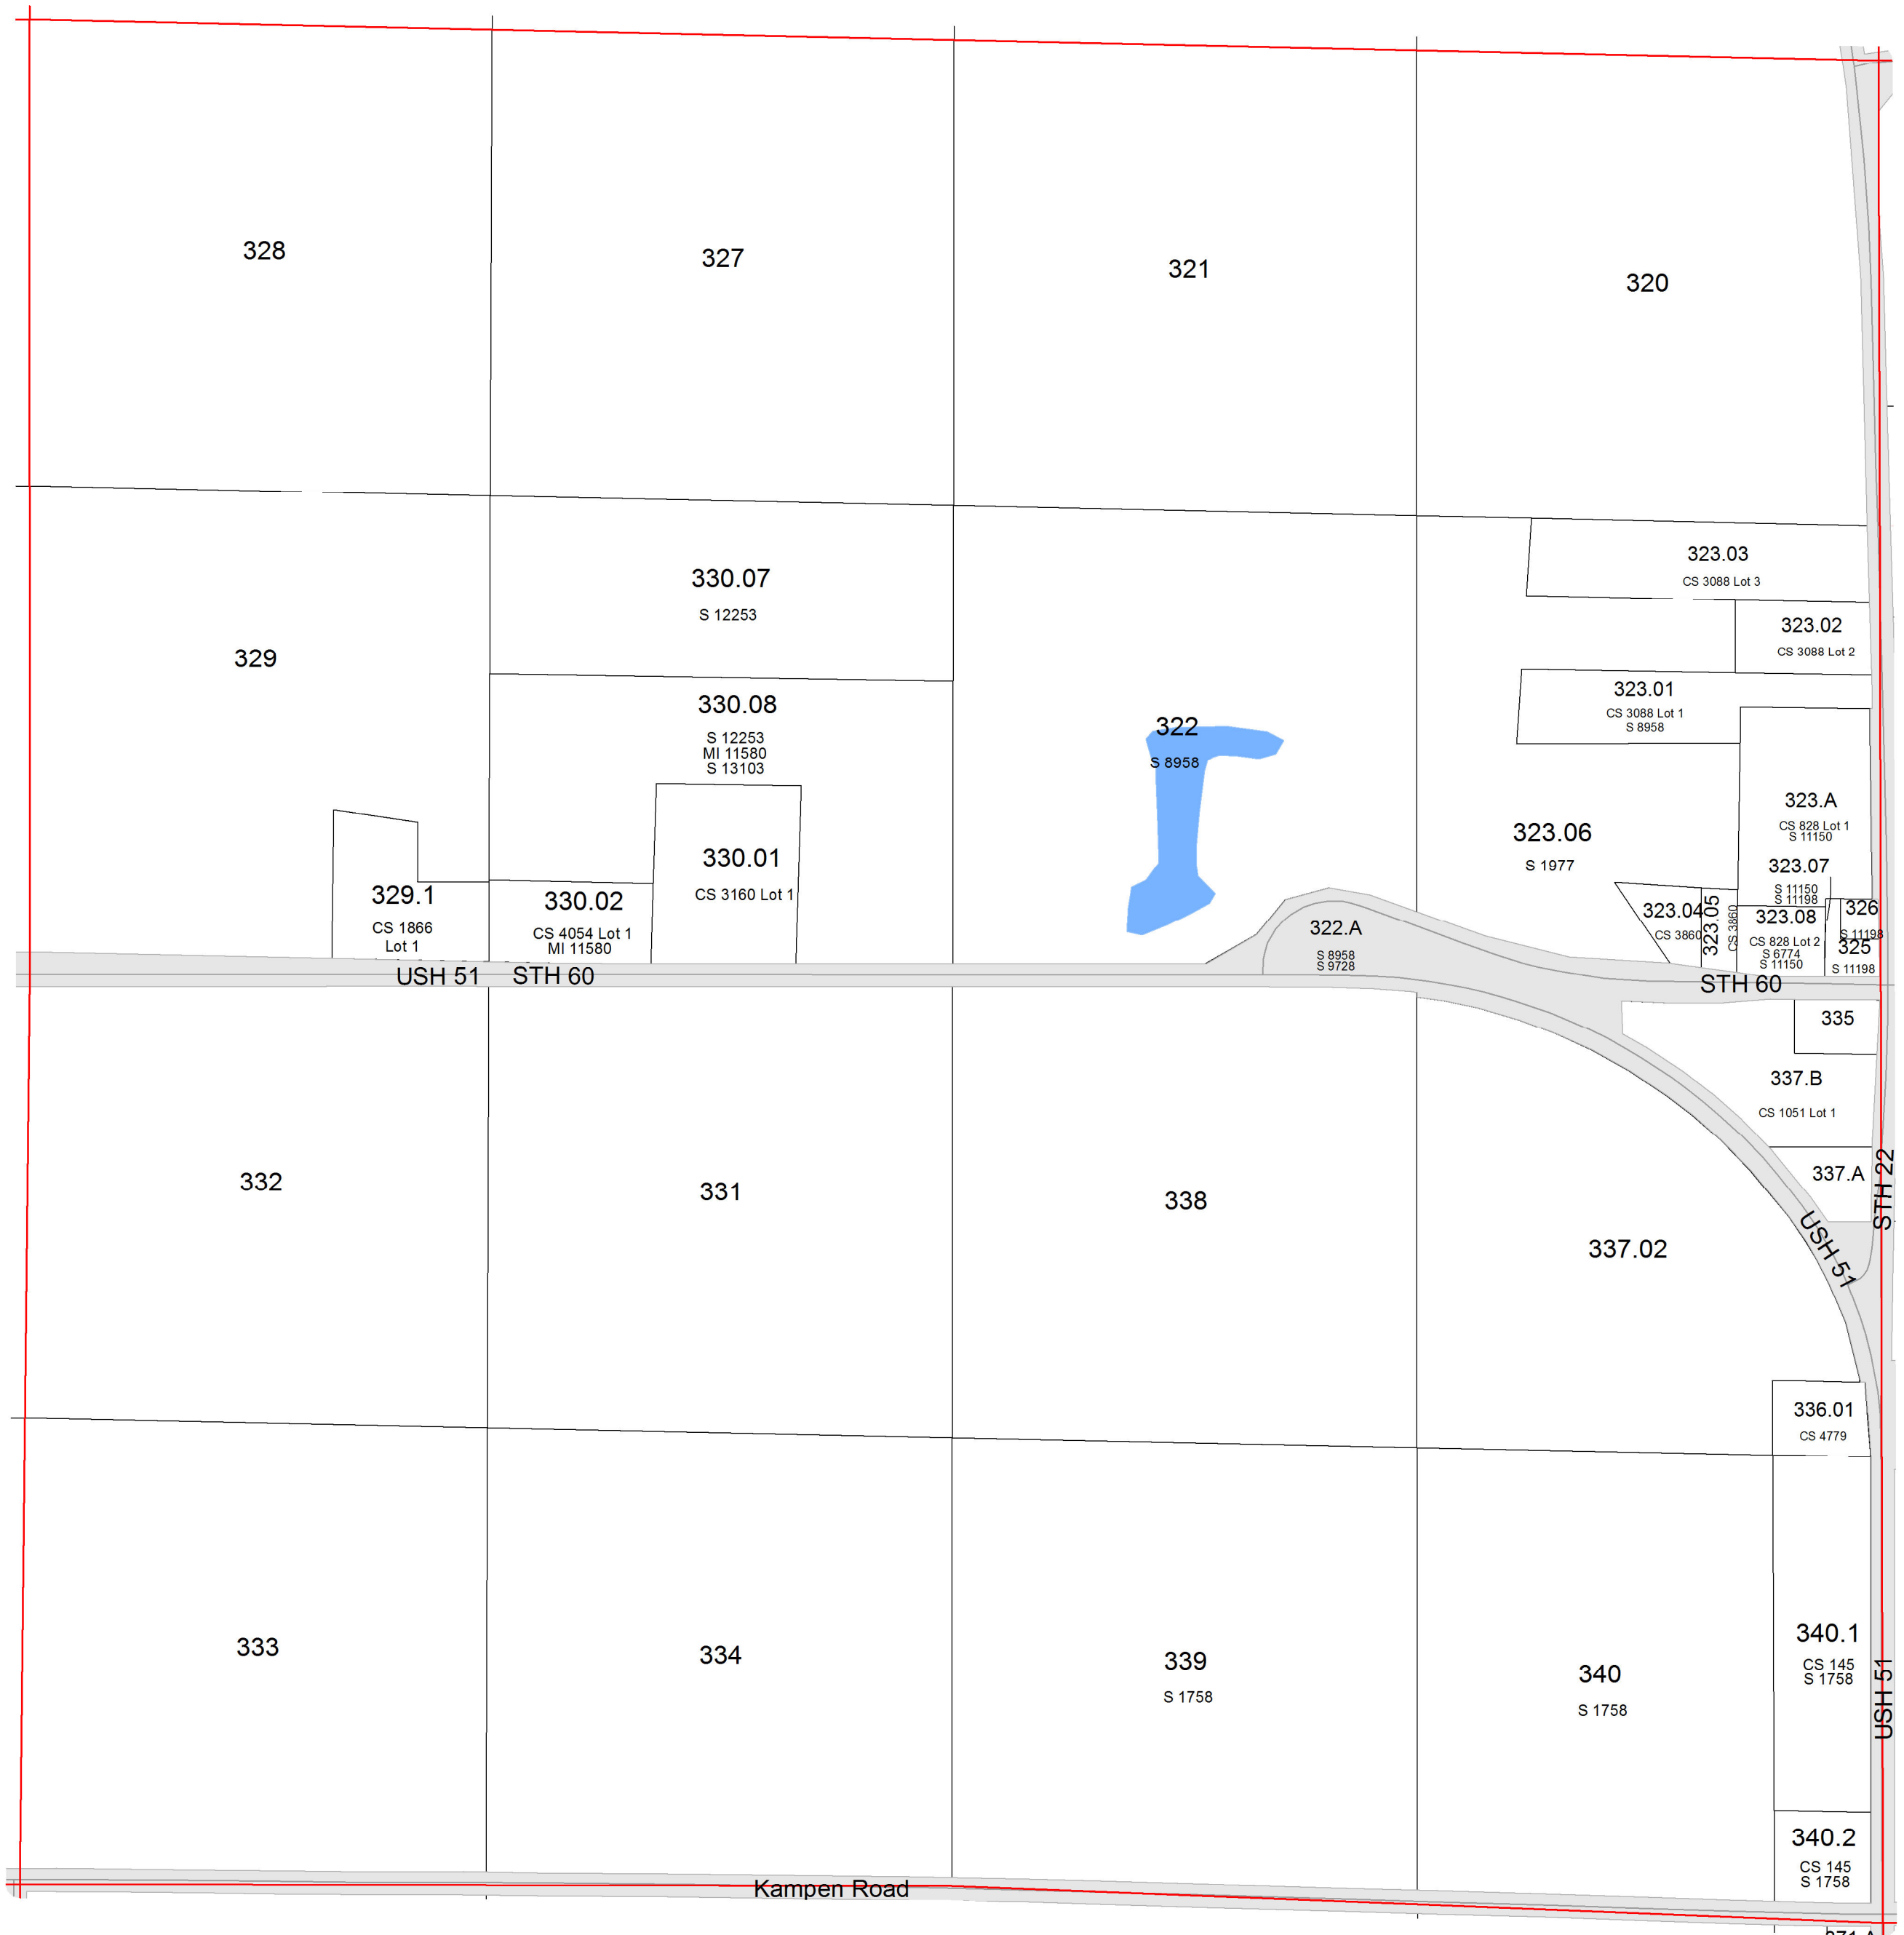 328
327
321
320
323.03
CS 3088 Lot 3
330.07
S 12253
323.02
CS 3088 Lot 2
329
323.01
CS 3088 Lot 1
S 8958
330.08
S 12253
MI 11580
S 13103
322
S 8958
323.A
CS 828 Lot 1
S 11150
323.06
S 1977
330.01
CS 3160 Lot 1
323.07
S 11150
S 11198
329.1
CS 1866
Lot 1
330.02
CS 4054 Lot 1
MI 11580
322.A
S 8958
S 9728
323.04
CS 3860
323.05
CS 3860
323.08
CS 828 Lot 2
S 6774
S 11150
326
S 11198
325
S 11198
USH 51
STH 60
STH 60
335
337.B
CS 1051 Lot 1
337.A
STH 22
332
331
338
337.02
USH 51
336.01
CS 4779
333
334
339
S 1758
340
S 1758
340.1
CS 145
S 1758
USH 51
340.2
CS 145
S 1758
Kampen Road